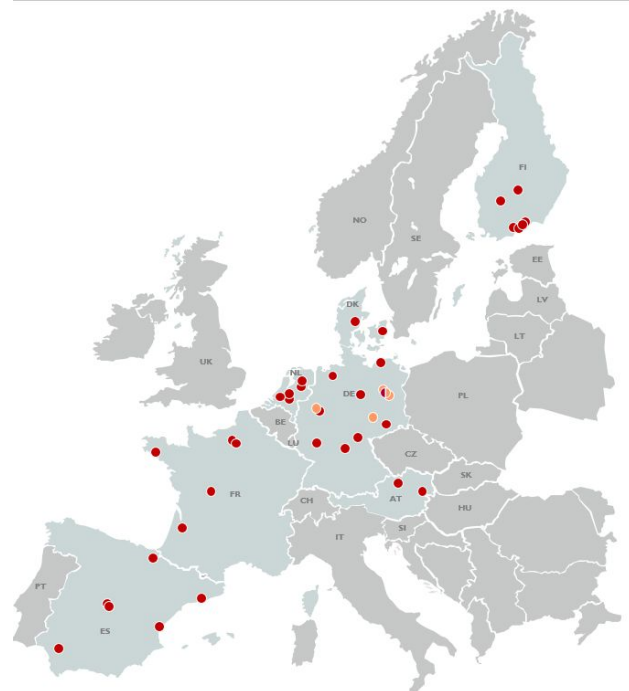 FI
NO
SE
EE
LV
DK
LT
UK
NL
DE
PL
BE
LU
CZ
SK
FR
CH
AT
HU
SI
IT
PT
ES